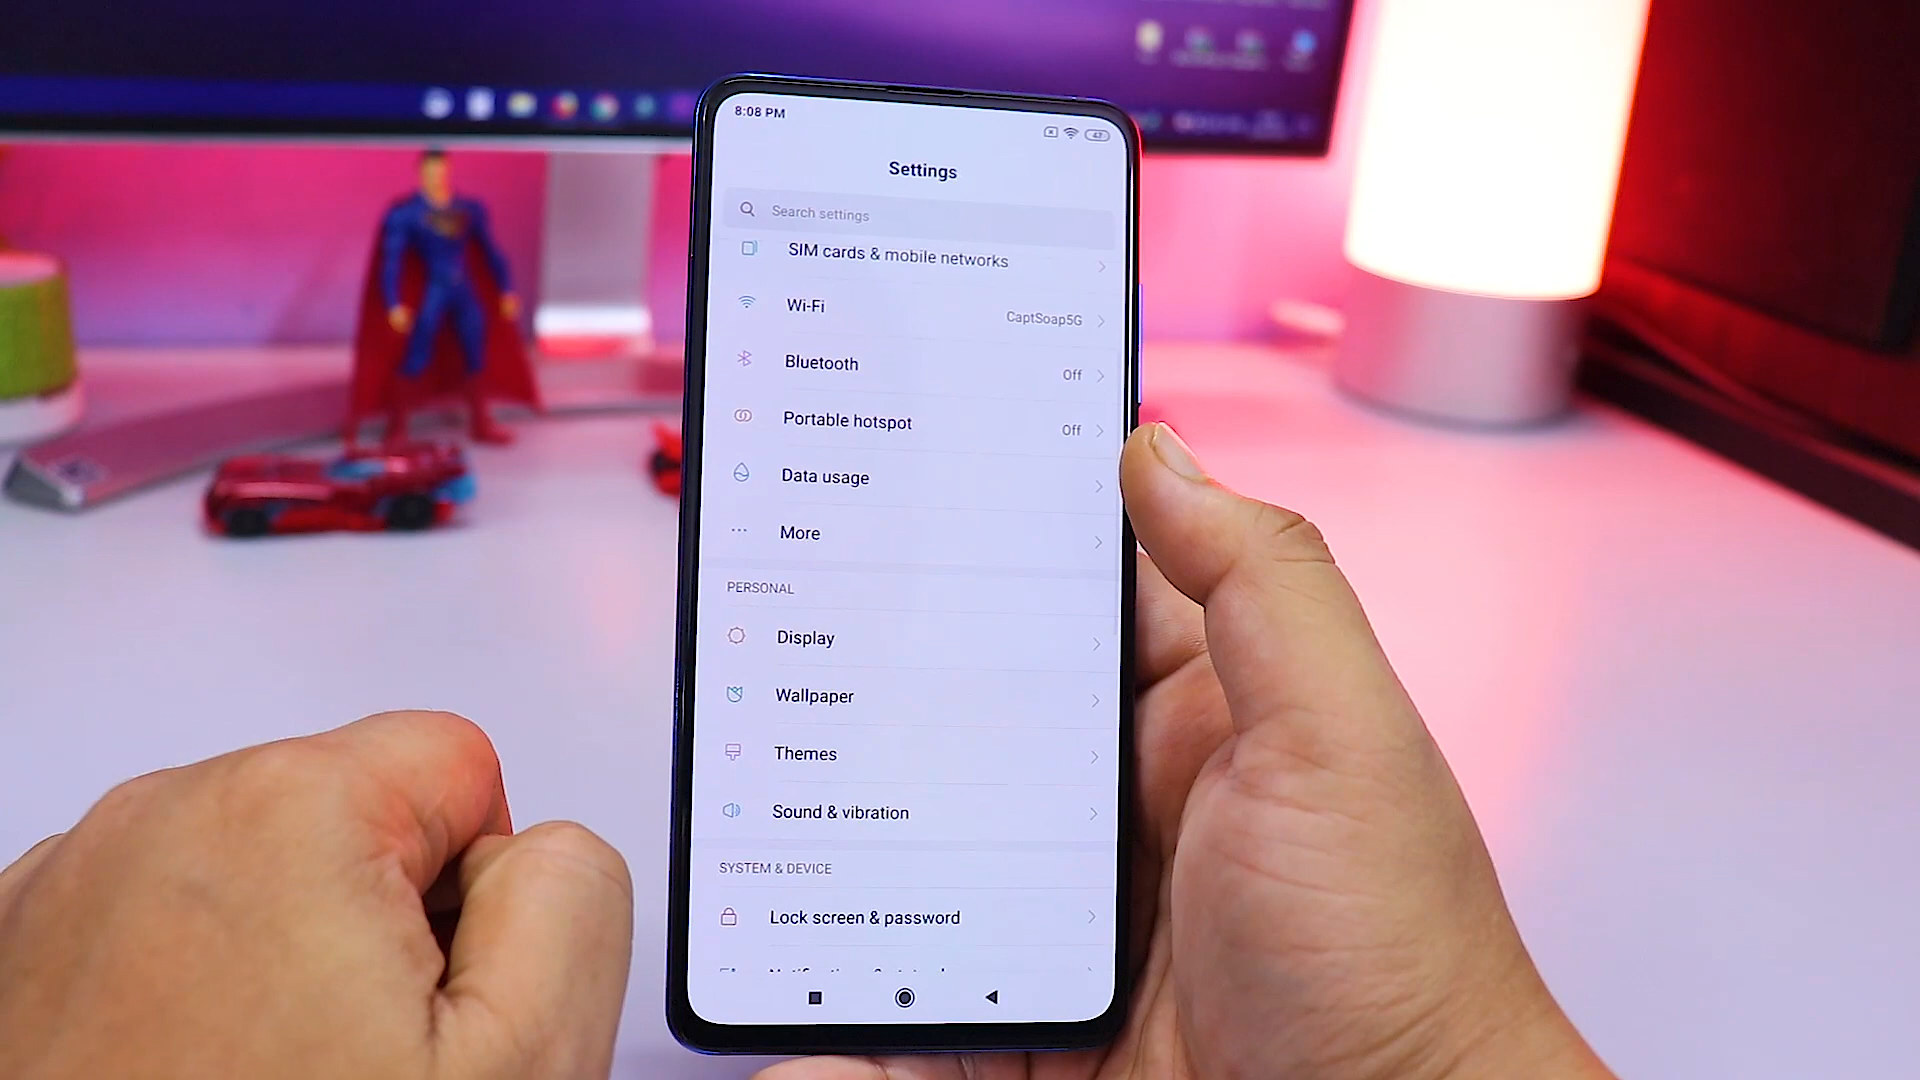 8:08 PM
47
Settings
Search settings
SIM cards & mobile networks
Wi-Fi CaptSoap5G
Bluetooth Off
Portable hotspot Off
Data usage
More
PERSONAL
Display
Wallpaper
Themes
Sound & vibration
SYSTEM & DEVICE
Lock screen & password